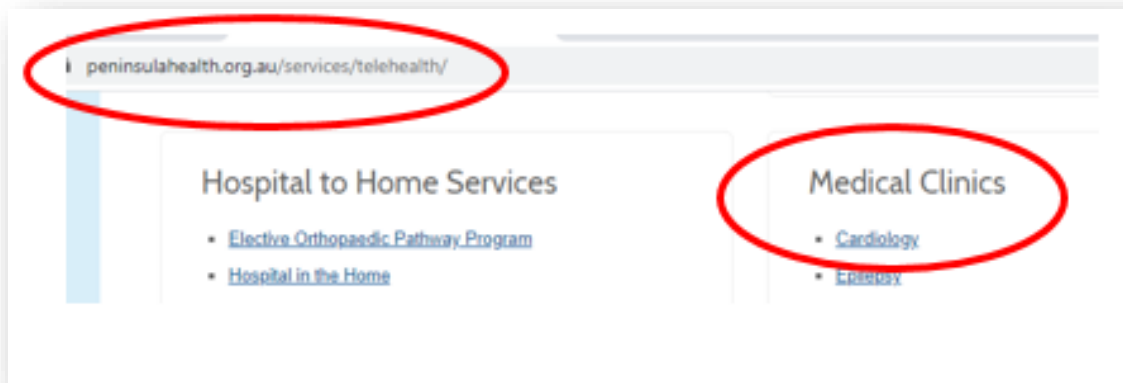 peninsulahealth.org.au/services/telehealth/
Hospital to Home Services
Elective Orthopaedic Pathway Program
Hospital in the Home
Medical Clinics
Cardiology
Epilepsy